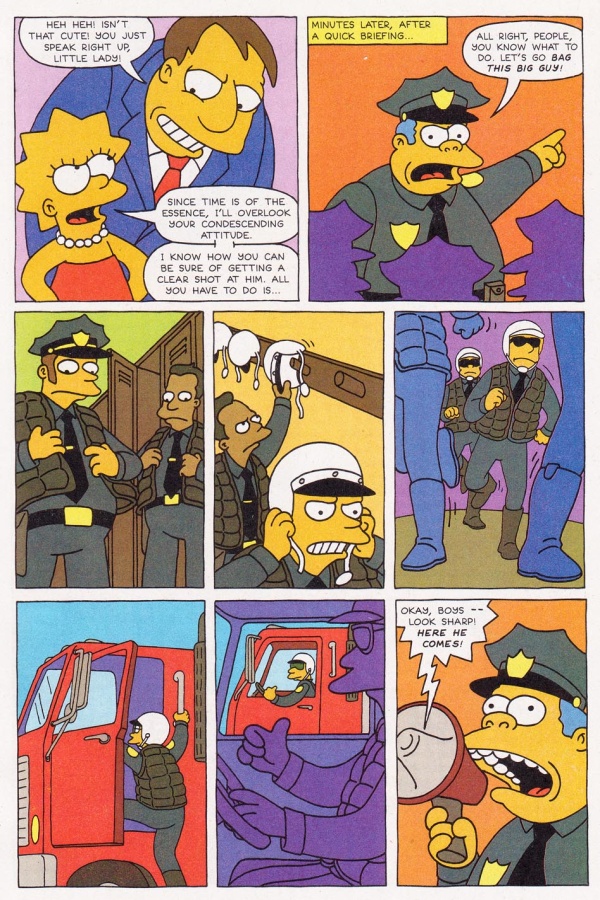 HEH HEH! ISN'T
THAT CUTE! YOU JUST
SPEAK RIGHT UP,
LITTLE LADY!
SINCE TIME IS OF THE
ESSENCE, I'LL OVERLOOK
YOUR CONDESCENDING
ATTITUDE.
I KNOW HOW YOU CAN
BE SURE OF GETTING A
CLEAR SHOT AT HIM. ALL
YOU HAVE TO DO IS...
MINUTES LATER, AFTER
A QUICK BRIEFING...
ALL RIGHT, PEOPLE,
YOU KNOW WHAT TO
DO. LET'S GO BAG
THIS BIG GUY!
OKAY, BOYS --
LOOK SHARP!
HERE HE
COMES!